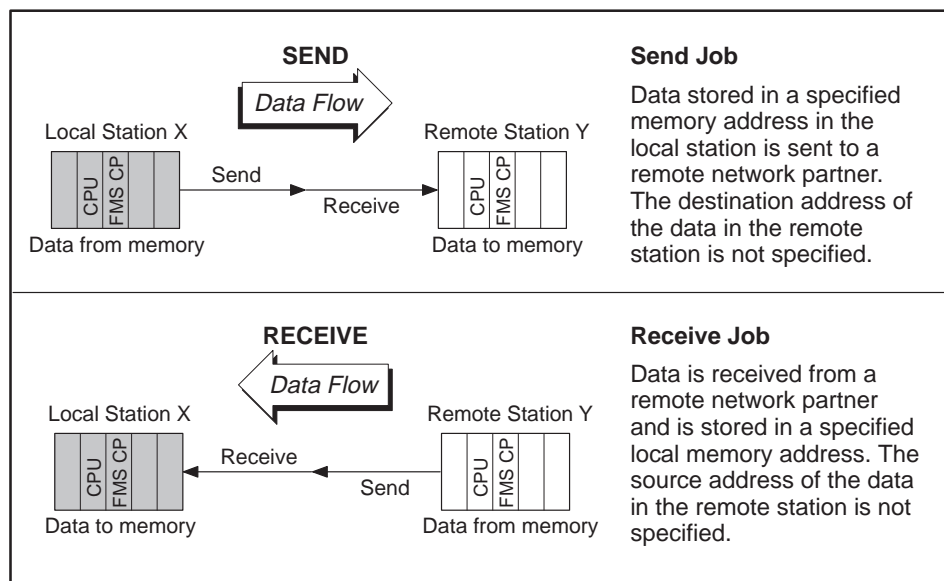 SEND
Data Flow
Local Station X
Remote Station Y
CPU
FMS CP
Send
Receive
CPU
FMS CP
Data from memory
Data to memory
Send Job
Data stored in a specified
memory address in the
local station is sent to a
remote network partner.
The destination address of
the data in the remote
station is not specified.
RECEIVE
Data Flow
Local Station X
Remote Station Y
CPU
FMS CP
Receive
Send
CPU
FMS CP
Data to memory
Data from memory
Receive Job
Data is received from a
remote network partner
and is stored in a specified
local memory address. The
source address of the data
in the remote station is not
specified.